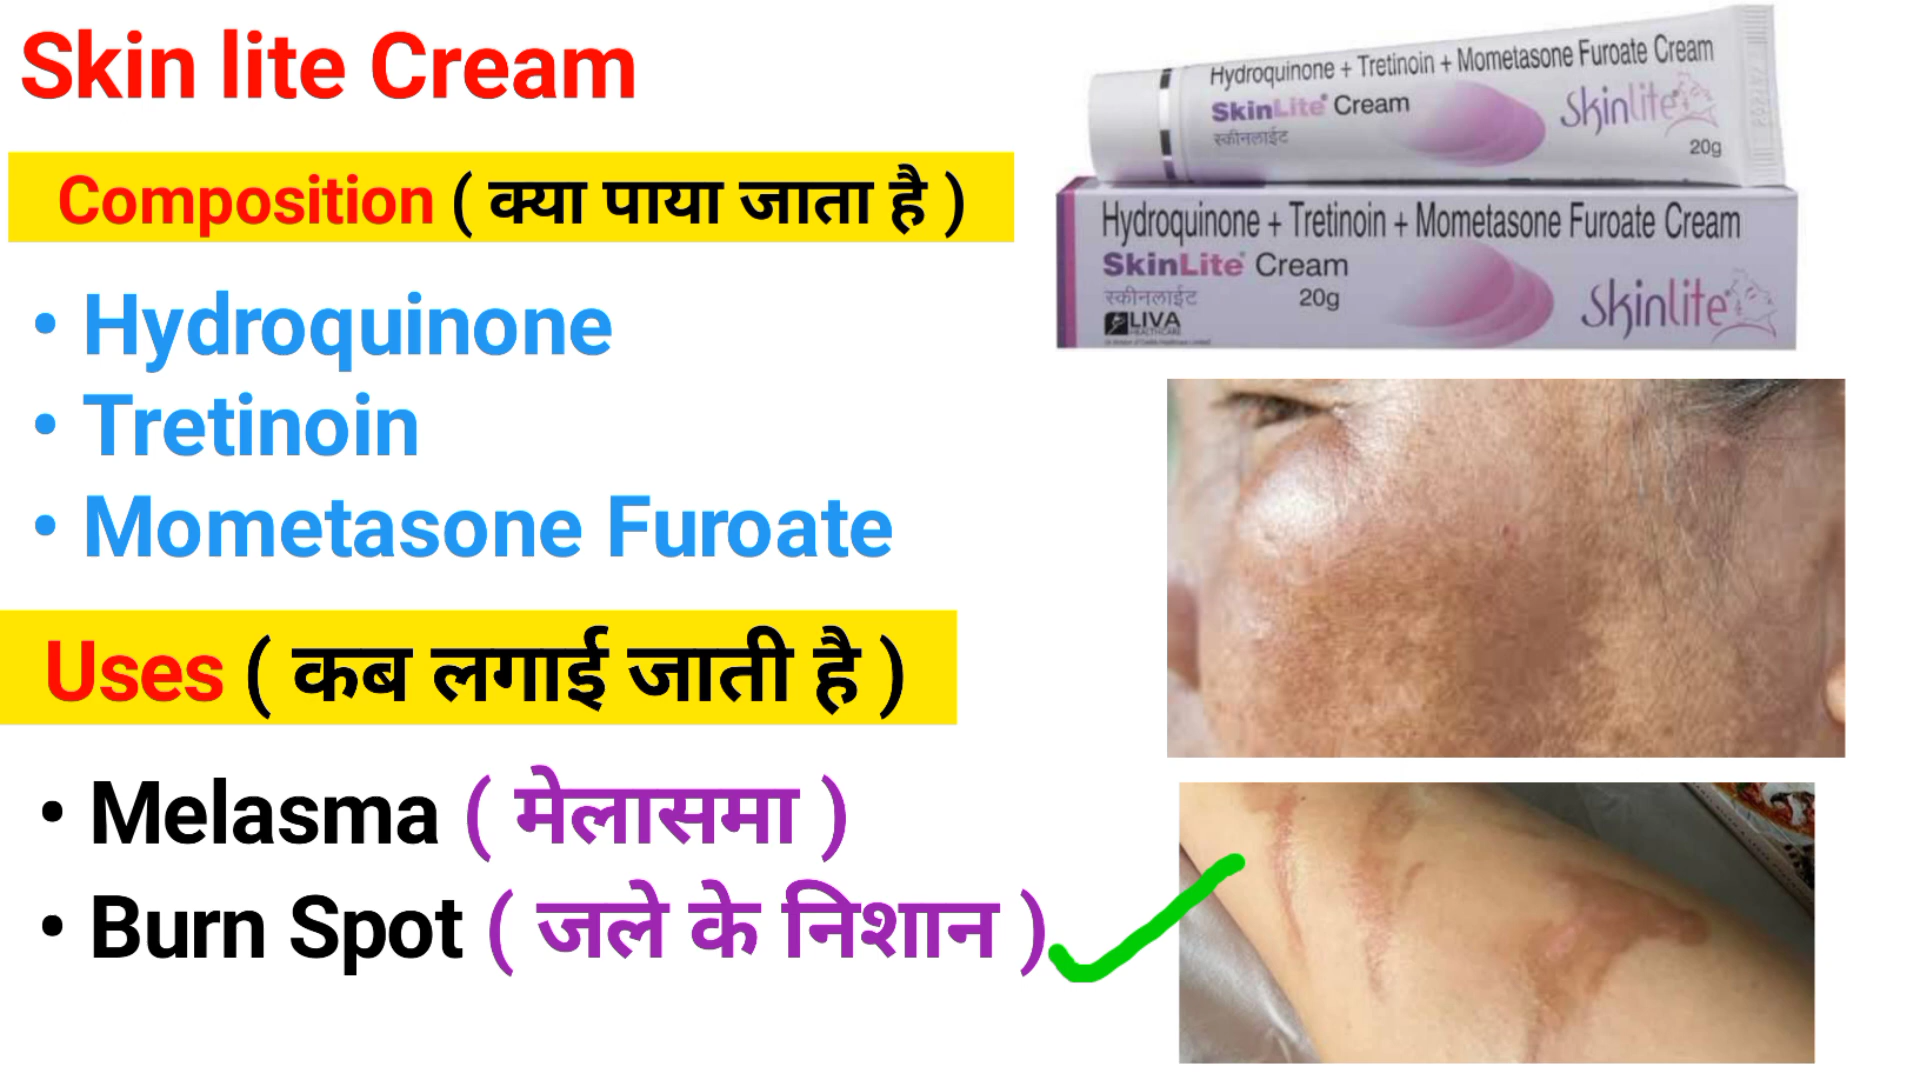 Skin lite Cream
Composition ( क्या पाया जाता है )
• Hydroquinone
• Tretinoin
• Mometasone Furoate
Uses ( कब लगाई जाती है )
• Melasma ( मेलासमा )
• Burn Spot ( जले के निशान )
Hydroquinone + Tretinoin + Mometasone Furoate Cream
SkinLite® Cream
स्कीनलाईट
Skinlite
20g
Hydroquinone + Tretinoin + Mometasone Furoate Cream
SkinLite® Cream
स्कीनलाईट
20g
Skinlite
LIVA
HEALTHCARE